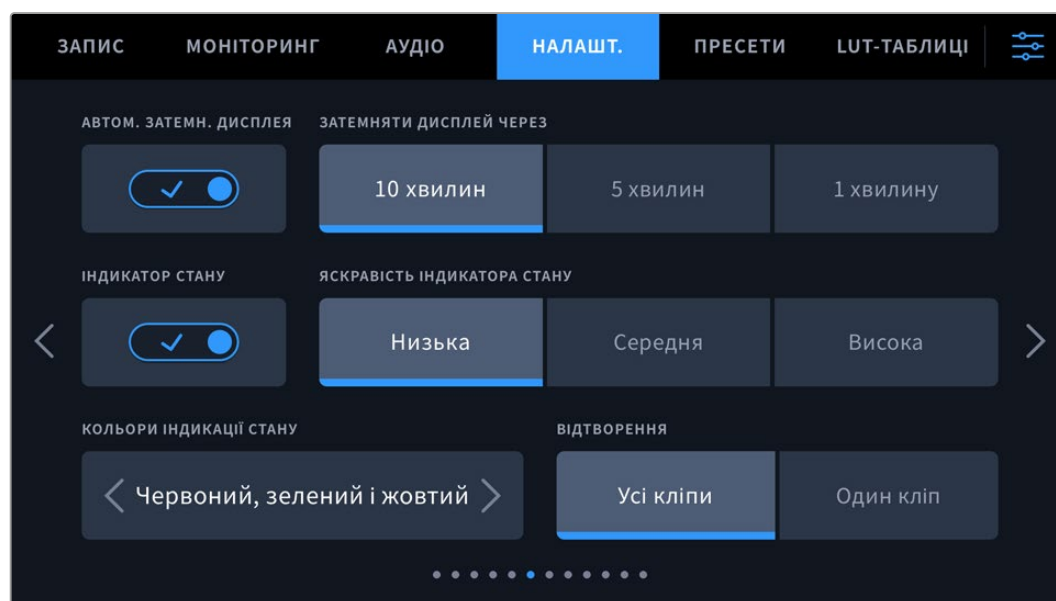 ЗАПИС МОНІТОРИНГ АУДІО НАЛАШТ. ПРЕСЕТИ LUT-ТАБЛИЦІ
АВТОМ. ЗАТЕМН. ДИСПЛЕЯ ЗАТЕМНЯТИ ДИСПЛЕЙ ЧЕРЕЗ
10 хвилин 5 хвилин 1 хвилину
ІНДИКАТОР СТАНУ ЯСКРАВІСТЬ ІНДИКАТОРА СТАНУ
Низька Середня Висока
КОЛЬОРИ ІНДИКАЦІЇ СТАНУ ВІДТВОРЕННЯ
Червоний, зелений і жовтий Усі кліпи Один кліп